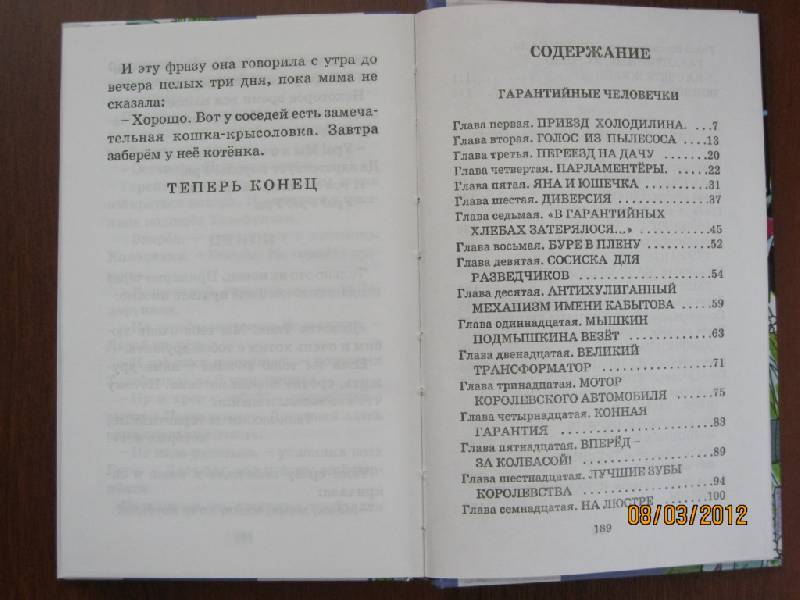 И эту фразу она говорила с утра до
вечера целых три дня, пока мама не
сказала:
– Хорошо. Вот у соседей есть замеча-
тельная кошка-крысоловка. Завтра
заберём у неё котёнка.
ТЕПЕРЬ КОНЕЦ
СОДЕРЖАНИЕ
ГАРАНТИЙНЫЕ ЧЕЛОВЕЧКИ
Глава первая. ПРИЕЗД ХОЛОДИЛИНА. ...7
Глава вторая. ГОЛОС ИЗ ПЫЛЕСОСА ....13
Глава третья. ПЕРЕЕЗД НА ДАЧУ ......20
Глава четвертая. ПАРЛАМЕНТЁРЫ. .....22
Глава пятая. ЯНА И ЮШЕЧКА ........31
Глава шестая. ДИВЕРСИЯ ...........37
Глава седьмая. «В ГАРАНТИЙНЫХ
ХЛЕБАХ ЗАТЕРЯЛОСЯ...» .........45
Глава восьмая. БУРЕ В ПЛЕНУ ........52
Глава девятая. СОСИСКА ДЛЯ
РАЗВЕДЧИКОВ ................54
Глава десятая. АНТИХУЛИГАННЫЙ
МЕХАНИЗМ ИМЕНИ КАБЫТОВА .....59
Глава одиннадцатая. МЫШКИН
ПОДМЫШКИНА ВЕЗЁТ ...........63
Глава двенадцатая. ВЕЛИКИЙ
ТРАНСФОРМАТОР ..............71
Глава тринадцатая. МОТОР
КОРОЛЕВСКОГО АВТОМОБИЛЯ ......75
Глава четырнадцатая. КОННАЯ
ГАРАНТИЯ ...................83
Глава пятнадцатая. ВПЕРЁД –
ЗА КОЛБАСОЙ! ................89
Глава шестнадцатая. ЛУЧШИЕ ЗУБЫ
КОРОЛЕВСТВА ................94
Глава семнадцатая. НА ЛЮСТРЕ .....100
189
08/03/2012